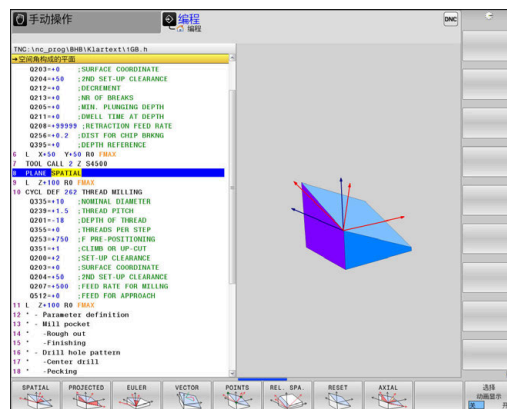 手动操作
编程
编程
DNC
TNC:\nc_prog\BHB\Klartext\1GB.h
→空间角构成的平面
Q203=+0 ;SURFACE COORDINATE
Q204=+50 ;2ND SET-UP CLEARANCE
Q212=+0 ;DECREMENT
Q213=+0 ;NR OF BREAKS
Q205=+0 ;MIN. PLUNGING DEPTH
Q211=+0 ;DWELL TIME AT DEPTH
Q208=+99999 ;RETRACTION FEED RATE
Q256=+0.2 ;DIST FOR CHIP BRKNG
Q395=+0 ;DEPTH REFERENCE
6 L X+50 Y+50 R0 FMAX
7 TOOL CALL 2 Z S4500
8 PLANE SPATIAL
9 L Z+100 R0 FMAX
10 CYCL DEF 262 THREAD MILLING
Q335=+10 ;NOMINAL DIAMETER
Q239=+1.5 ;THREAD PITCH
Q201=-18 ;DEPTH OF THREAD
Q355=+0 ;THREADS PER STEP
Q253=+750 ;F PRE-POSITIONING
Q351=+1 ;CLIMB OR UP-CUT
Q200=+2 ;SET-UP CLEARANCE
Q203=+0 ;SURFACE COORDINATE
Q204=+50 ;2ND SET-UP CLEARANCE
Q207=+500 ;FEED RATE FOR MILLNG
Q512=+0 ;FEED FOR APPROACH
11 L Z+100 R0 FMAX
12 * - Parameter definition
13 * - Mill pocket
14 * -Rough out
15 * -Finishing
16 * - Drill hole pattern
17 * -Center drill
18 * -Pecking
SPATIAL PROJECTED EULER VECTOR POINTS REL. SPA. RESET AXIAL 选择
动画显示
关 开